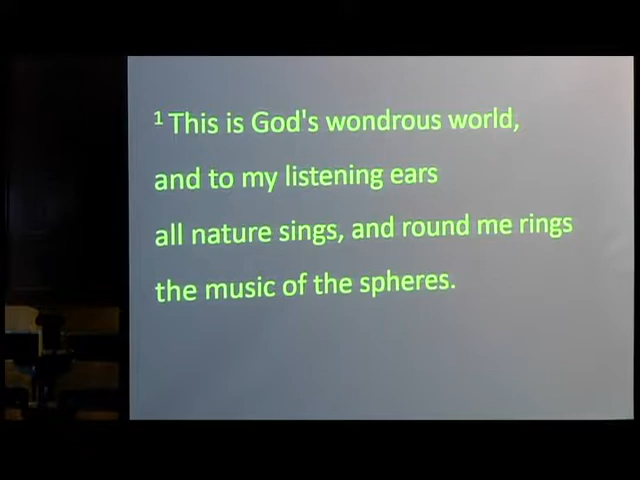 1 This is God's wondrous world,
and to my listening ears
all nature sings, and round me rings
the music of the spheres.